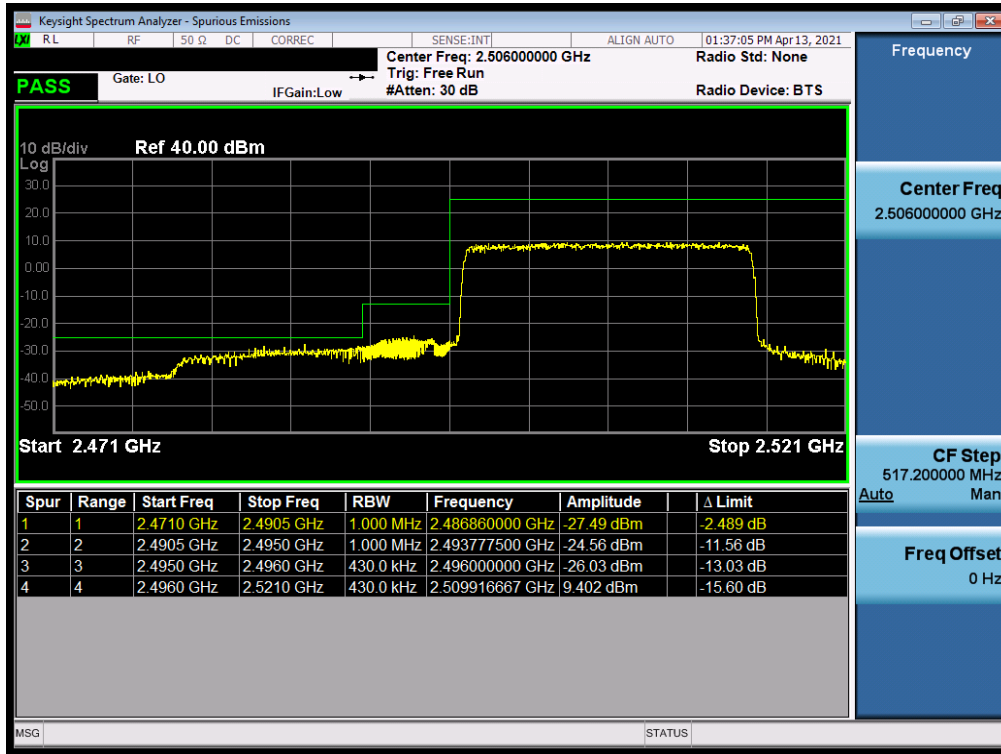 Keysight Spectrum Analyzer - Spurious Emissions
LXI RL RF 50 Ω DC CORREC SENSE:INT ALIGN AUTO 01:37:05 PM Apr 13, 2021
Center Freq: 2.506000000 GHz Radio Std: None
PASS Gate: LO Trig: Free Run
IFGain:Low #Atten: 30 dB Radio Device: BTS
10 dB/div Ref 40.00 dBm
Log
30.0
20.0
10.0
0.00
-10.0
-20.0
-30.0
-40.0
-50.0
Start 2.471 GHz Stop 2.521 GHz
Spur Range Start Freq Stop Freq RBW Frequency Amplitude Δ Limit
1 1 2.4710 GHz 2.4905 GHz 1.000 MHz 2.486860000 GHz -27.49 dBm -2.489 dB
2 2 2.4905 GHz 2.4950 GHz 1.000 MHz 2.493777500 GHz -24.56 dBm -11.56 dB
3 3 2.4950 GHz 2.4960 GHz 430.0 kHz 2.496000000 GHz -26.03 dBm -13.03 dB
4 4 2.4960 GHz 2.5210 GHz 430.0 kHz 2.509916667 GHz 9.402 dBm -15.60 dB
MSG STATUS
Frequency
Center Freq
2.506000000 GHz
CF Step
517.200000 MHz
Auto Man
Freq Offset
0 Hz